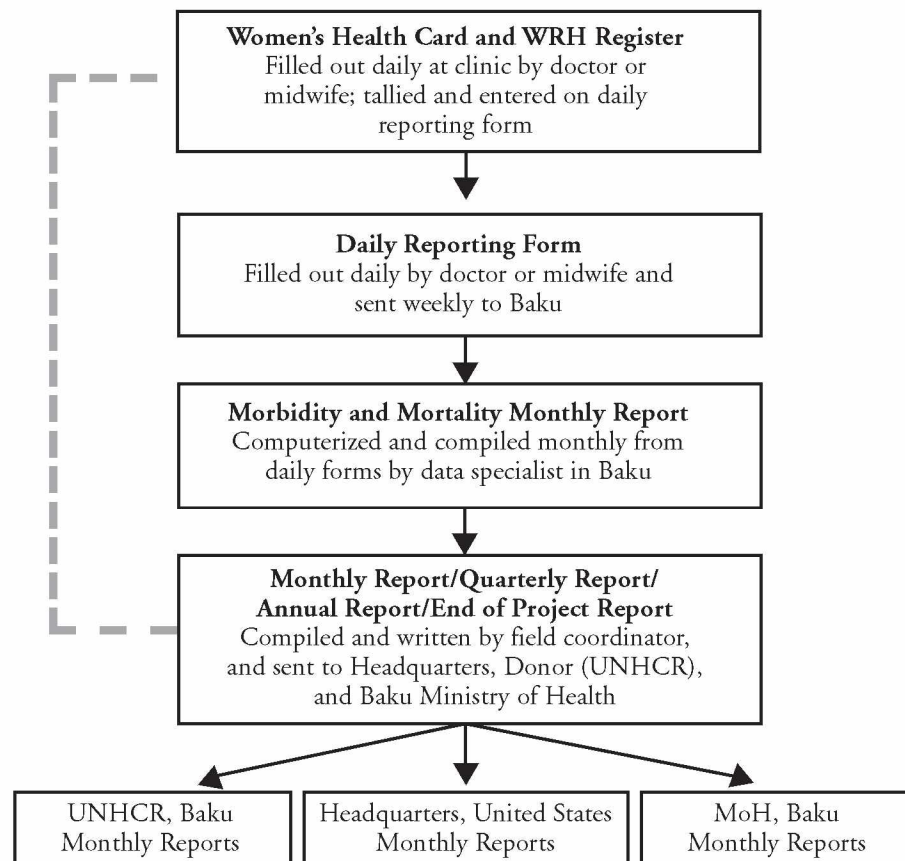 Women’s Health Card and WRH Register
Filled out daily at clinic by doctor or
midwife; tallied and entered on daily
reporting form
Daily Reporting Form
Filled out daily by doctor or midwife and
sent weekly to Baku
Morbidity and Mortality Monthly Report
Computerized and compiled monthly from
daily forms by data specialist in Baku
Monthly Report/Quarterly Report/
Annual Report/End of Project Report
Compiled and written by field coordinator,
and sent to Headquarters, Donor (UNHCR),
and Baku Ministry of Health
UNHCR, Baku
Monthly Reports
Headquarters, United States
Monthly Reports
MoH, Baku
Monthly Reports